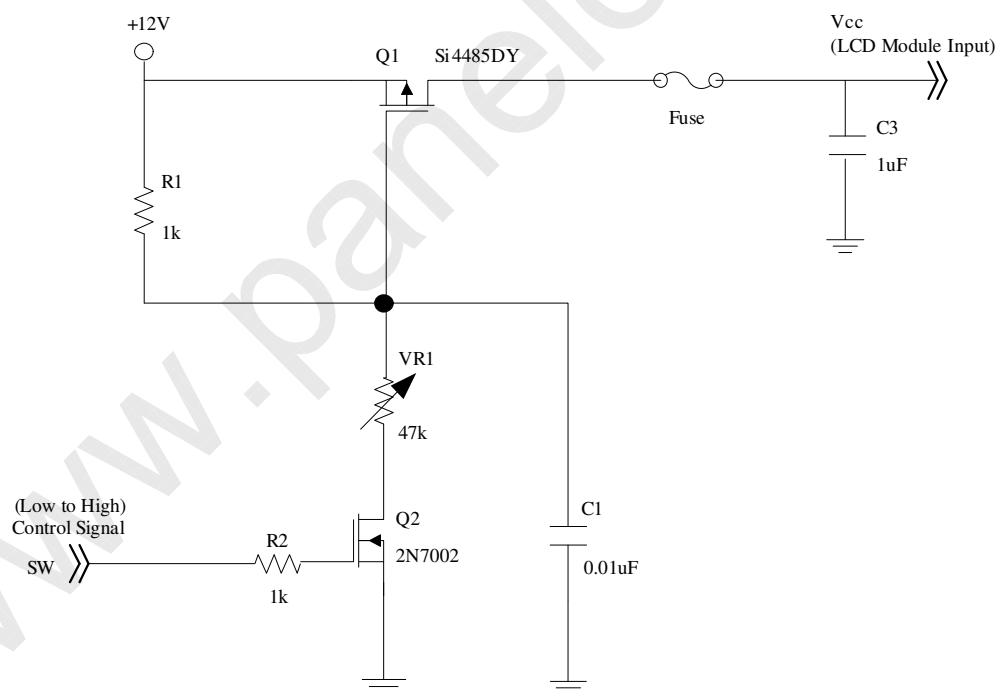 +12V
Q1
Si4485DY
Vcc
(LCD Module Input)
Fuse
C3
1uF
R1
1k
VR1
47k
(Low to High)
Control Signal
SW
R2
1k
Q2
2N7002
C1
0.01uF
www.panel